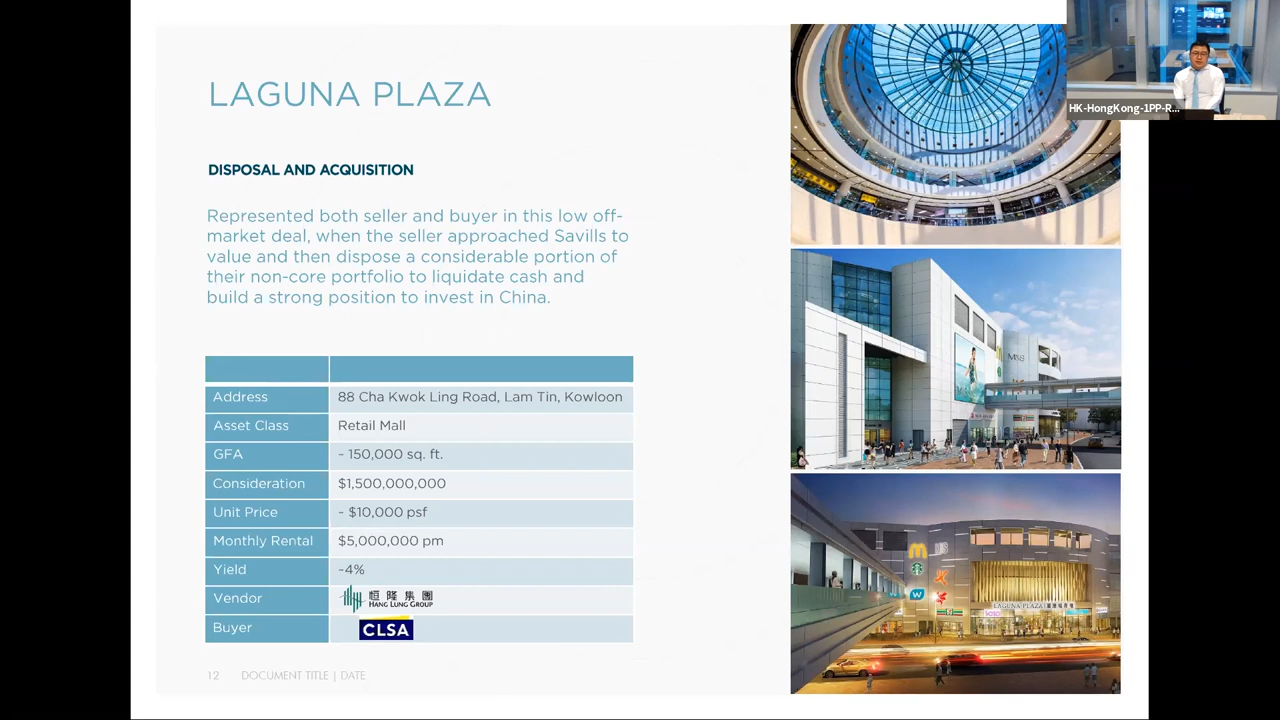 LAGUNA PLAZA
DISPOSAL AND ACQUISITION
Represented both seller and buyer in this low off-
market deal, when the seller approached Savills to
value and then dispose a considerable portion of
their non-core portfolio to liquidate cash and
build a strong position to invest in China.
Address 88 Cha Kwok Ling Road, Lam Tin, Kowloon
Asset Class Retail Mall
GFA ~ 150,000 sq. ft.
Consideration $1,500,000,000
Unit Price ~ $10,000 psf
Monthly Rental $5,000,000 pm
Yield ~4%
Vendor 恒隆集團
HANG LUNG GROUP
Buyer CLSA
12 DOCUMENT TITLE | DATE
HK-HongKong-1PP-R...
M&S
LAGUNA PLAZA